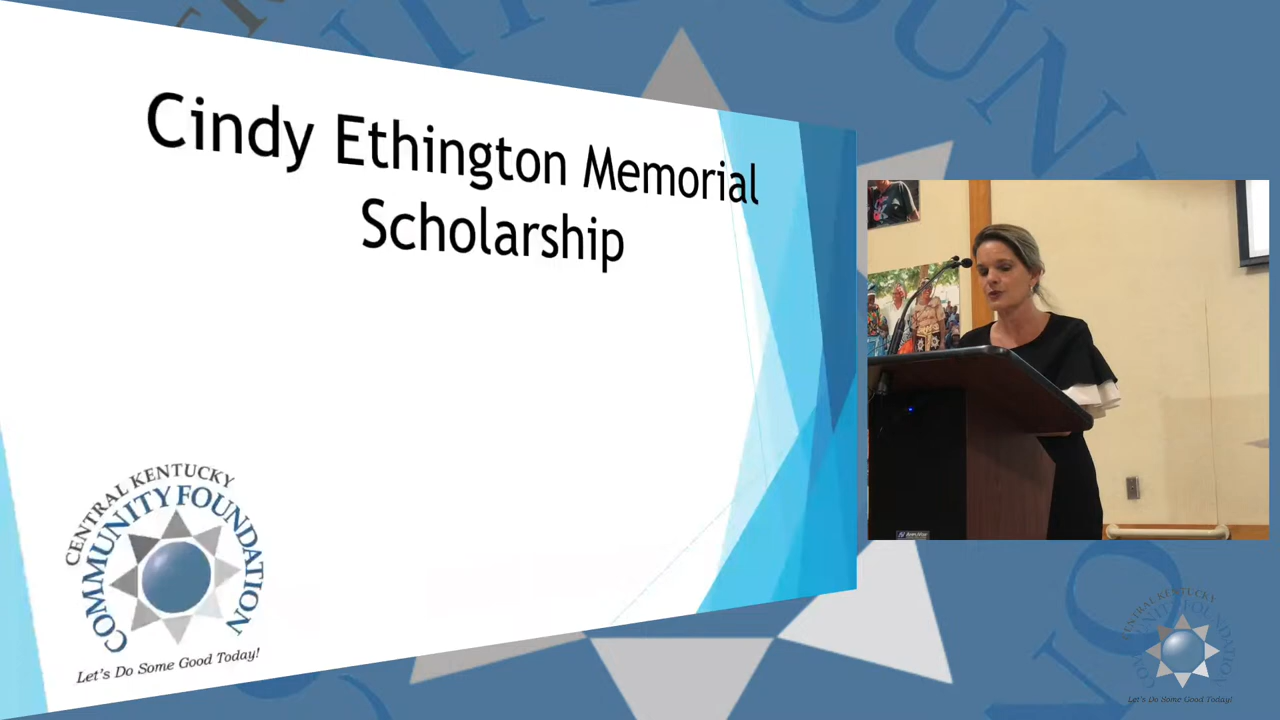 Cindy Ethington Memorial
Scholarship
CENTRAL KENTUCKY
COMMUNITY FOUNDATION
Let's Do Some Good Today!
CENTRAL KENTUCKY
COMMUNITY FOUNDATION
Let's Do Some Good Today!